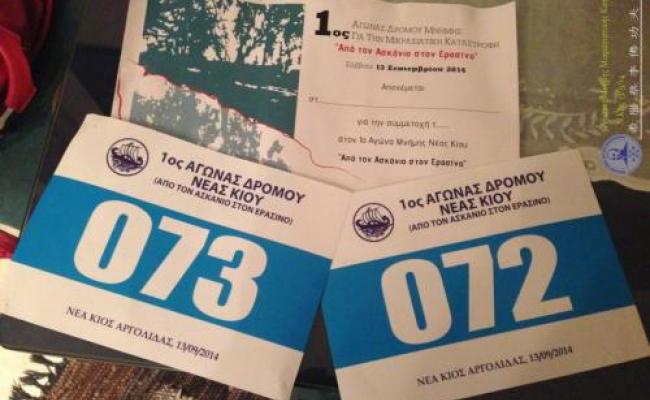 1ος ΑΓΩΝΑΣ ΔΡΟΜΟΥ ΜΝΗΜΗΣ
ΓΙΑ ΤΗΝ ΜΙΚΡΑΣΙΑΤΙΚΗ ΚΑΤΑΣΤΡΟΦΗ
"Από τον Ασκάνιο στον Ερασίνο"
Σάββατο 13 Σεπτεμβρίου 2014
Απονέμεται
στ
για την συμμετοχή τ......
στον 1ο Αγώνα Μνήμης Νέας Κίου
"Από τον Ασκάνιο στον Ερασίνο"
1ος ΑΓΩΝΑΣ ΔΡΟΜΟΥ
ΝΕΑΣ ΚΙΟΥ
(ΑΠΟ ΤΟΝ ΑΣΚΑΝΙΟ ΣΤΟΝ ΕΡΑΣΙΝΟ)
073
ΝΕΑ ΚΙΟΣ ΑΡΓΟΛΙΔΑΣ, 13/09/2014
1ος ΑΓΩΝΑΣ ΔΡΟΜΟΥ
ΝΕΑΣ ΚΙΟΥ
(ΑΠΟ ΤΟΝ ΑΣΚΑΝΙΟ ΣΤΟΝ ΕΡΑΣΙΝΟ)
072
ΝΕΑ ΚΙΟΣ ΑΡΓΟΛΙΔΑΣ, 13/09/2014